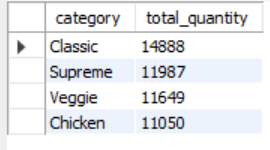 category total_quantity
Classic 14888
Supreme 11987
Veggie 11649
Chicken 11050